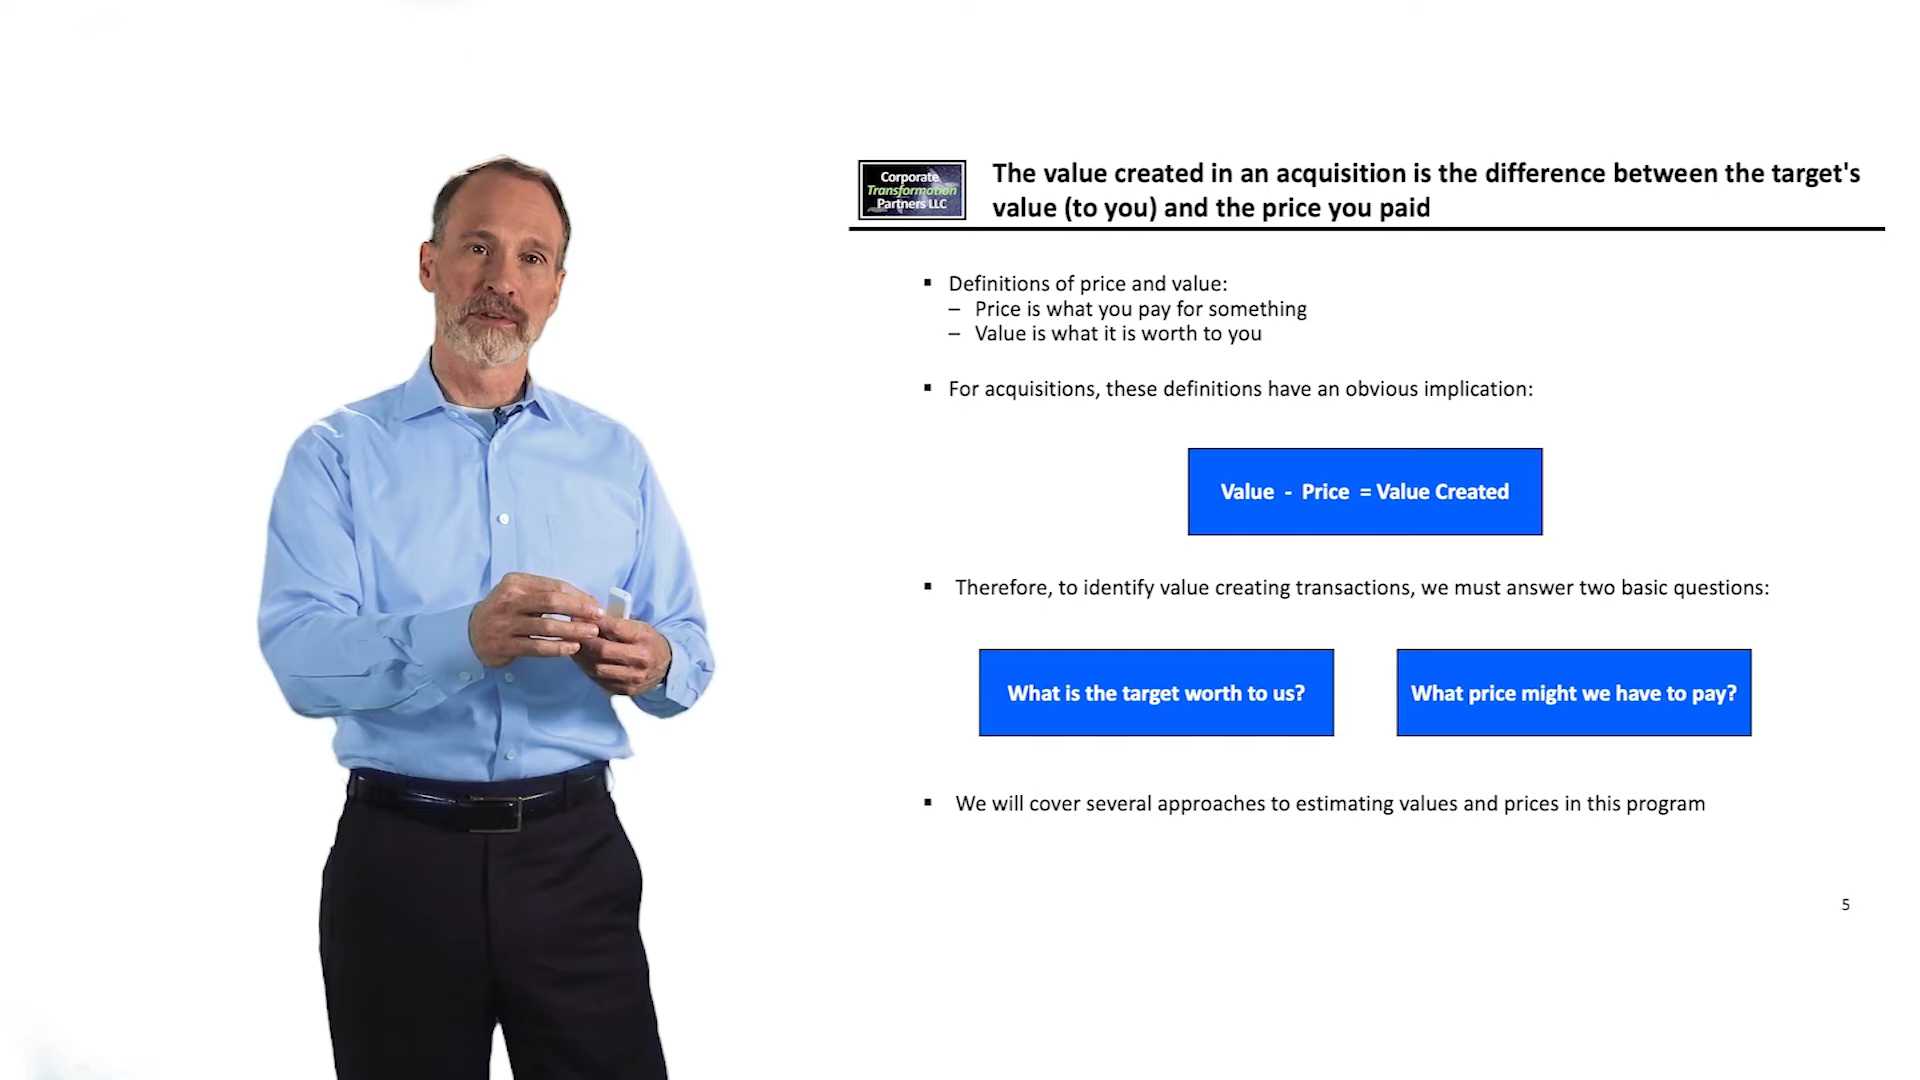 Corporate
Transformation
Partners LLC
The value created in an acquisition is the difference between the target's
value (to you) and the price you paid
▪ Definitions of price and value:
– Price is what you pay for something
– Value is what it is worth to you
▪ For acquisitions, these definitions have an obvious implication:
Value - Price = Value Created
▪ Therefore, to identify value creating transactions, we must answer two basic questions:
What is the target worth to us?
What price might we have to pay?
▪ We will cover several approaches to estimating values and prices in this program
5